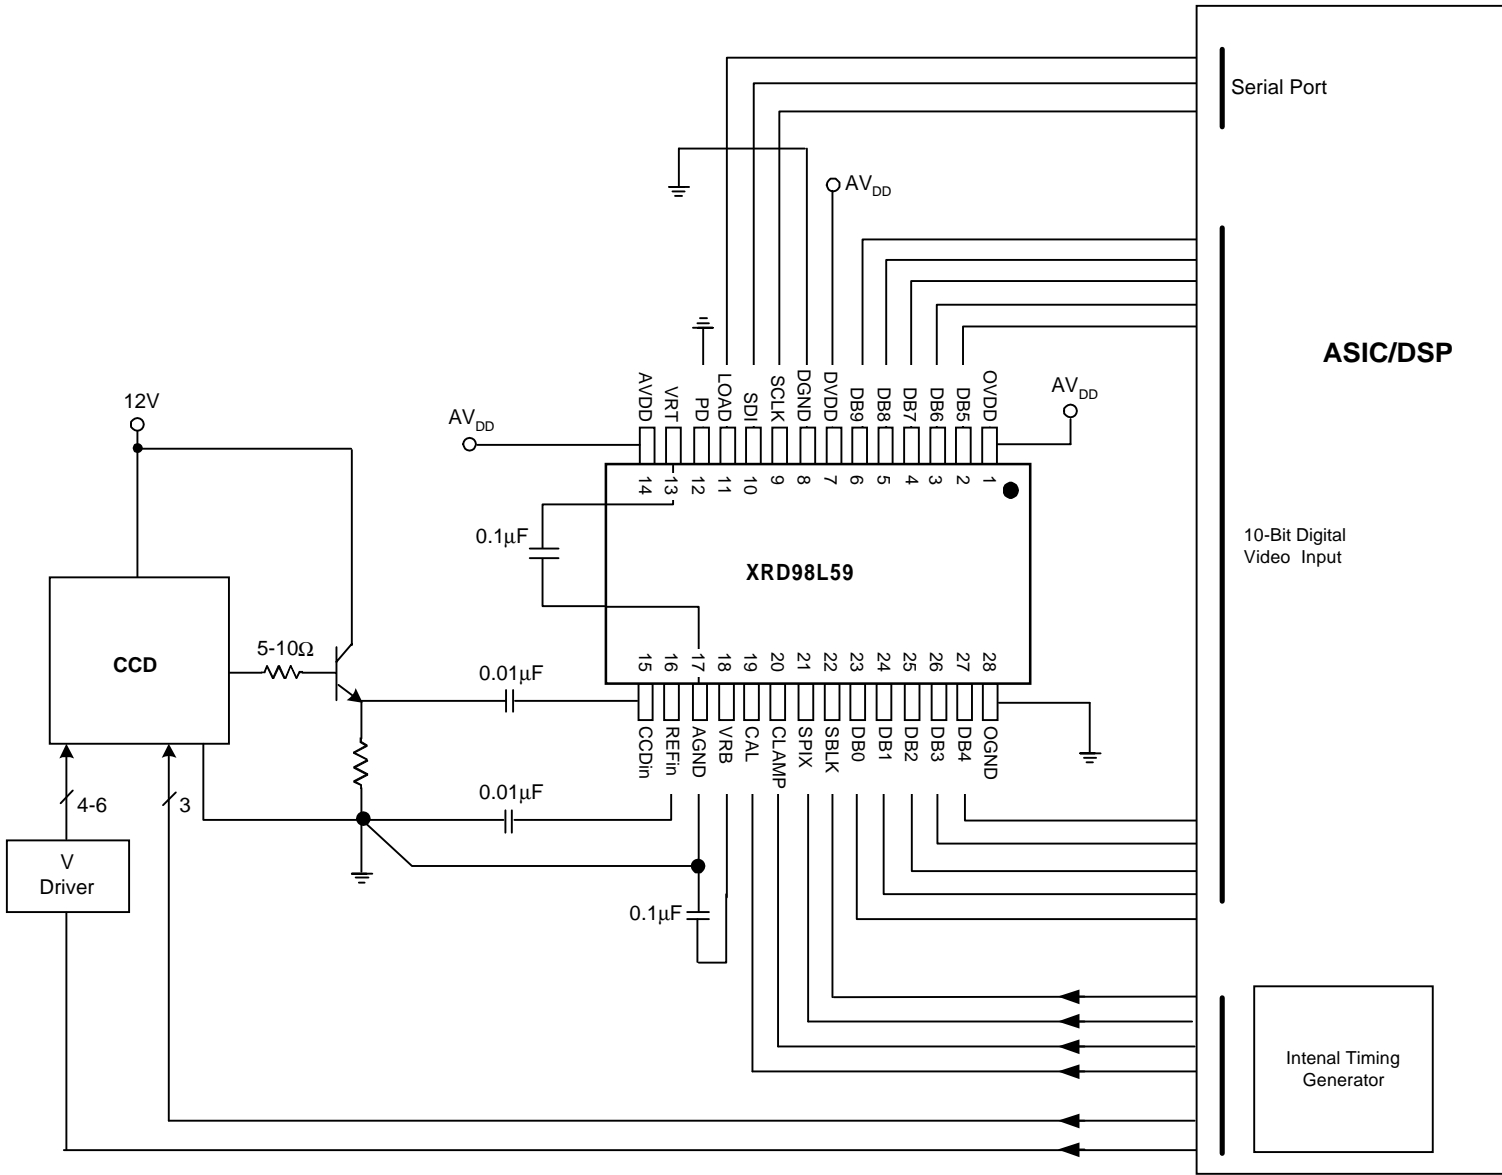 Serial Port
AVDD
ASIC/DSP
AVDD
LOAD
SDI
SCLK
DGND
DVDD
DB9
DB8
DB7
DB6
DB5
OVDD
PD
VRT
AVDD
12V
AVDD
14
13
12
11
10
9
8
7
6
5
4
3
2
1
0.1µF
10-Bit Digital
Video Input
XRD98L59
CCD
5-10Ω
0.01µF
15
16
17
18
19
20
21
22
23
24
25
26
27
28
CCDin
REFin
AGND
VRB
CAL
CLAMP
SPIX
SBLK
DB0
DB1
DB2
DB3
DB4
OGND
4-6
3
0.01µF
V
Driver
0.1µF
Intenal Timing
Generator